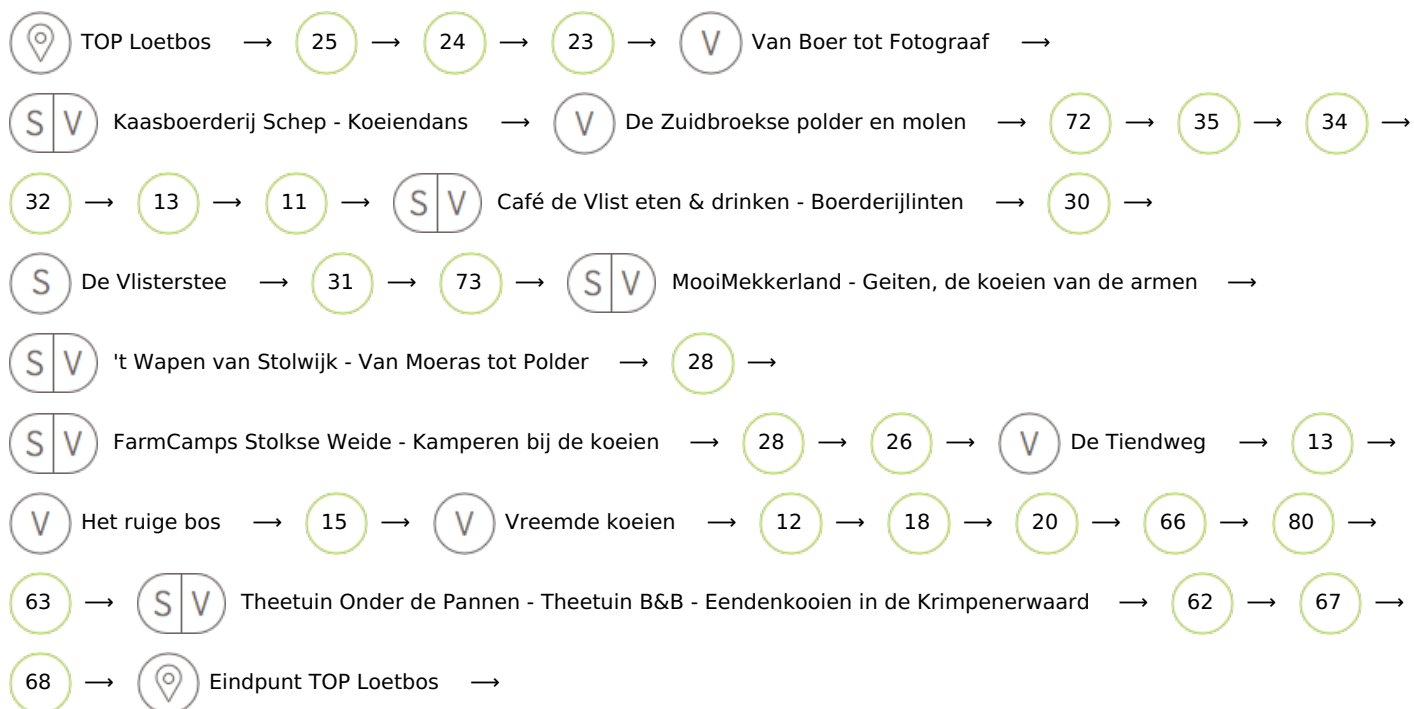 TOP Loetbos → 25 → 24 → 23 → V Van Boer tot Fotograaf →
S V Kaasboerderij Schep - Koeiendans → V De Zuidbroekse polder en molen → 72 → 35 → 34 →
32 → 13 → 11 → S V Café de Vlist eten & drinken - Boerderijlinten → 30 →
S De Vlisterstee → 31 → 73 → S V MooiMekkerland - Geiten, de koeien van de armen →
S V 't Wapen van Stolwijk - Van Moeras tot Polder → 28 →
S V FarmCamps Stolkse Weide - Kamperen bij de koeien → 28 → 26 → V De Tiendweg → 13 →
V Het ruige bos → 15 → V Vreemde koeien → 12 → 18 → 20 → 66 → 80 →
63 → S V Theetuin Onder de Pannen - Theetuin B&B - Eendenkooien in de Krimpenerwaard → 62 → 67 →
68 → Eindpunt TOP Loetbos →